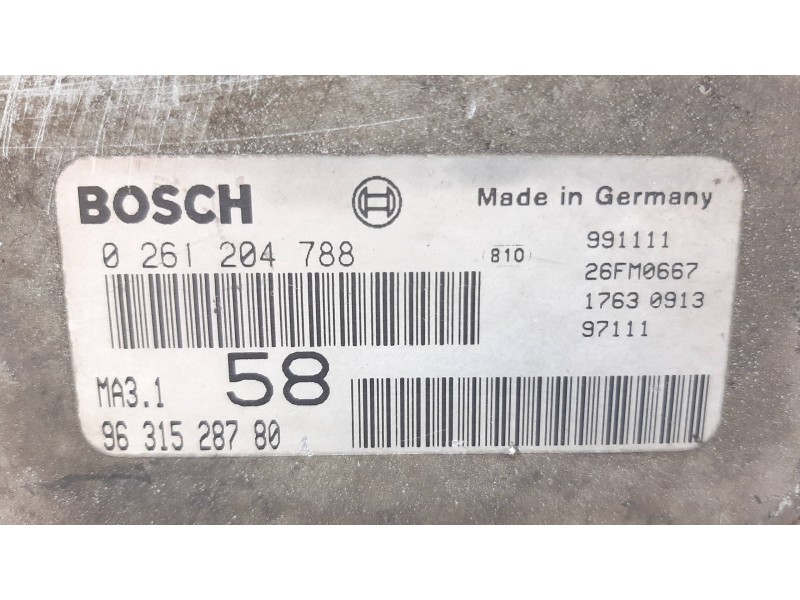 BOSCH
Made in Germany
0 261 204 788
810
991111
26FM0667
1763 0913
97111
58
MA3.1
96 315 287 80